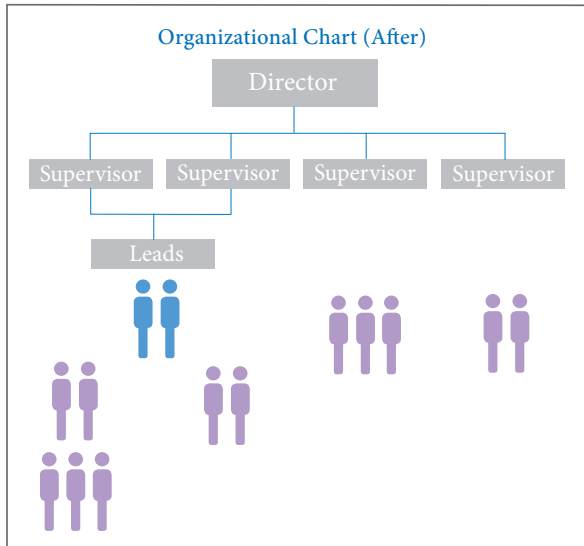 Organizational Chart (After)
Director
Supervisor
Supervisor
Supervisor
Supervisor
Leads